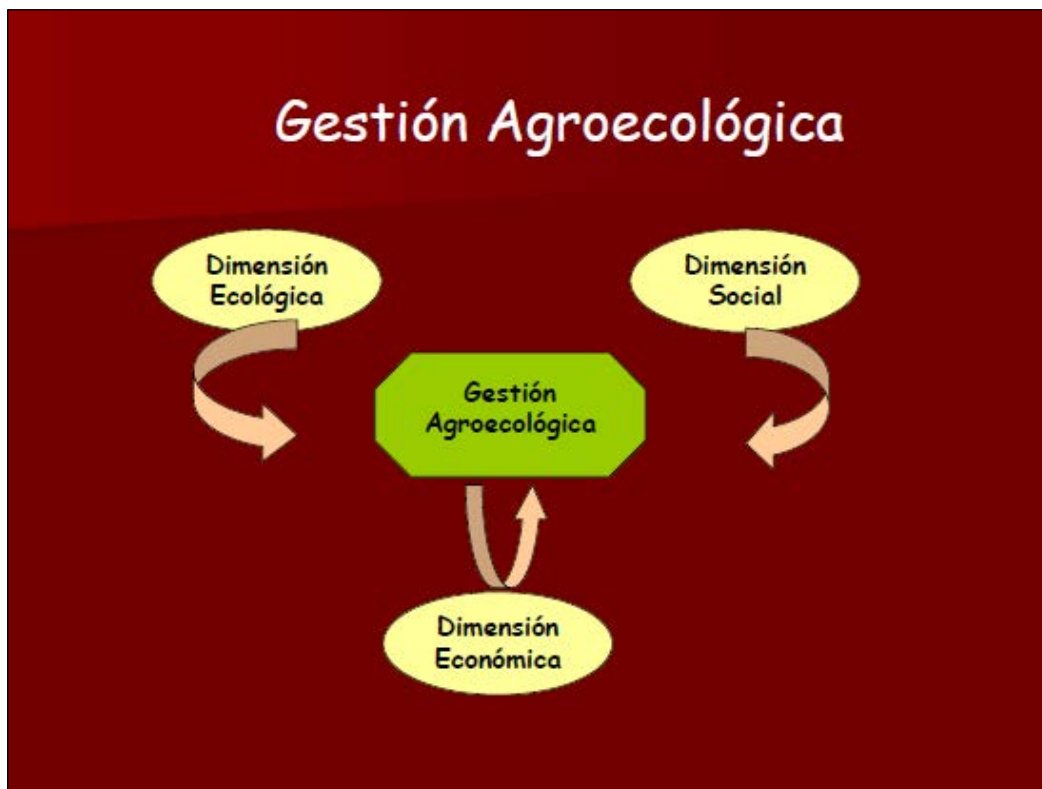 Gestión Agroecológica
Dimensión
Ecológica
Dimensión
Social
Gestión
Agroecológica
Dimensión
Económica